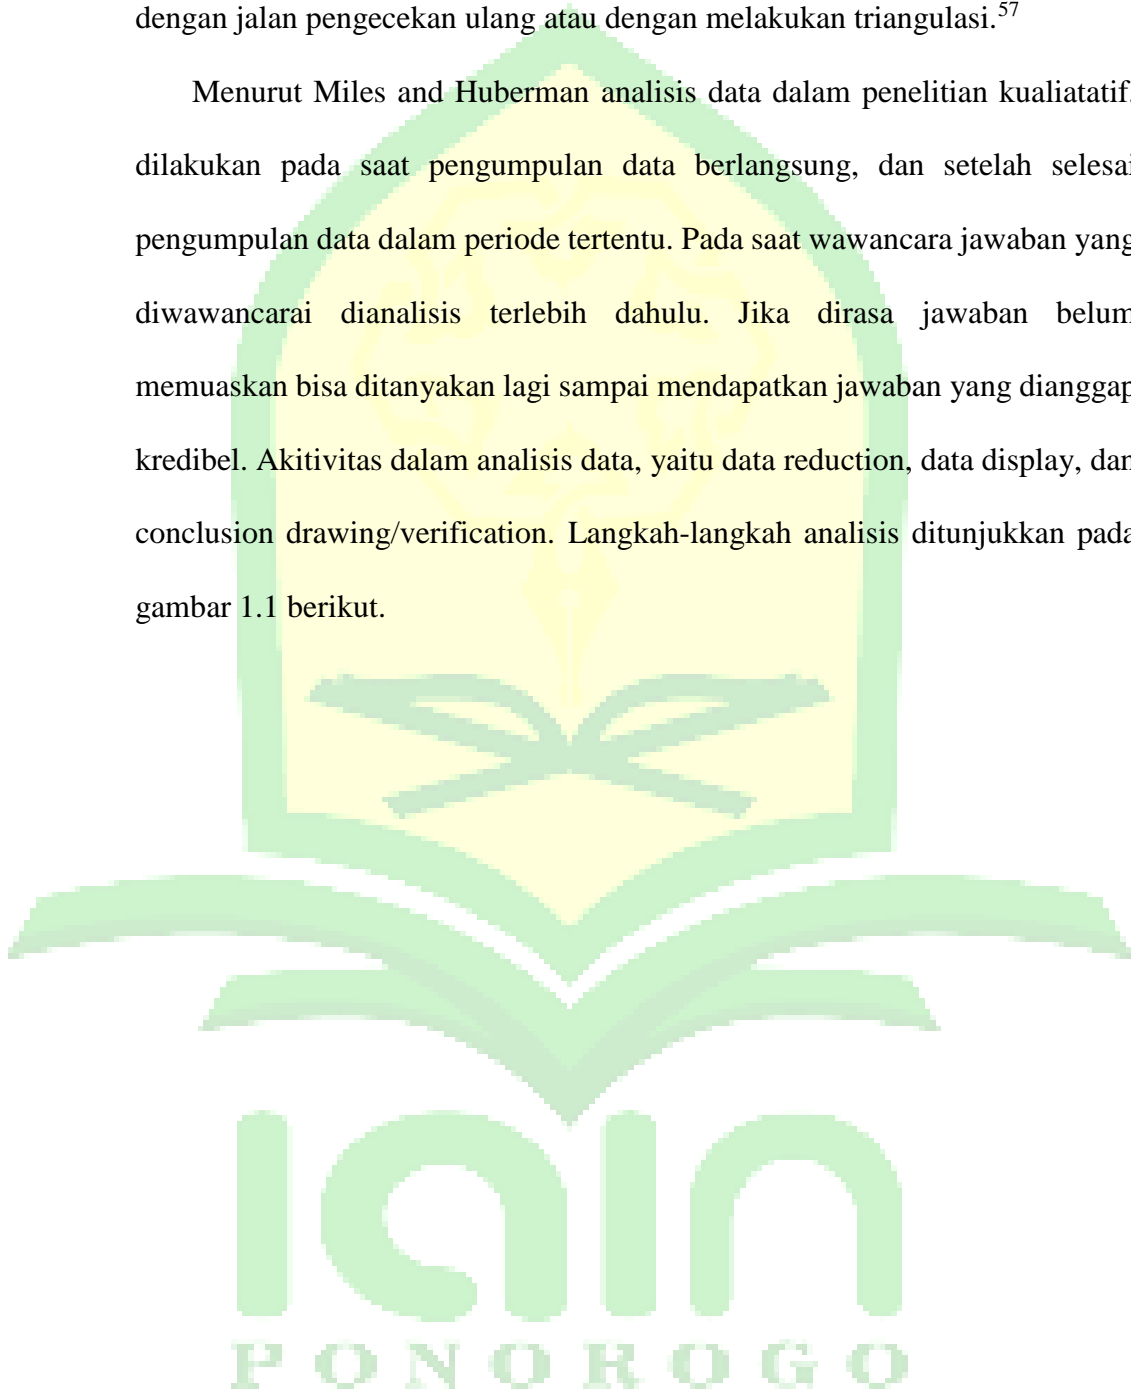 dengan jalan pengecekan ulang atau dengan melakukan triangulasi.57
Menurut Miles and Huberman analisis data dalam penelitian kualiatatif.
dilakukan pada saat pengumpulan data berlangsung, dan setelah selesai
pengumpulan data dalam periode tertentu. Pada saat wawancara jawaban yang
diwawancarai dianalisis terlebih dahulu. Jika dirasa jawaban belum
memuaskan bisa ditanyakan lagi sampai mendapatkan jawaban yang dianggap
kredibel. Akitivitas dalam analisis data, yaitu data reduction, data display, dan
conclusion drawing/verification. Langkah-langkah analisis ditunjukkan pada
gambar 1.1 berikut.
iain
PONOROGO